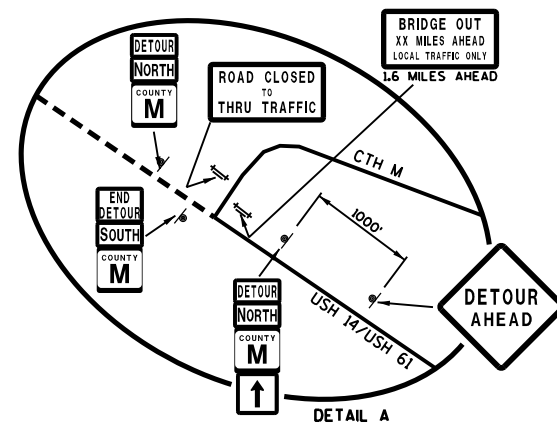 DETOUR
NORTH
COUNTY
M
ROAD CLOSED
TO
THRU TRAFFIC
BRIDGE OUT
XX MILES AHEAD
LOCAL TRAFFIC ONLY
1.6 MILES AHEAD
CTH M
END
DETOUR
SOUTH
COUNTY
M
1000'
DETOUR
NORTH
COUNTY
M
USH 14/USH 61
DETOUR
AHEAD
DETAIL A